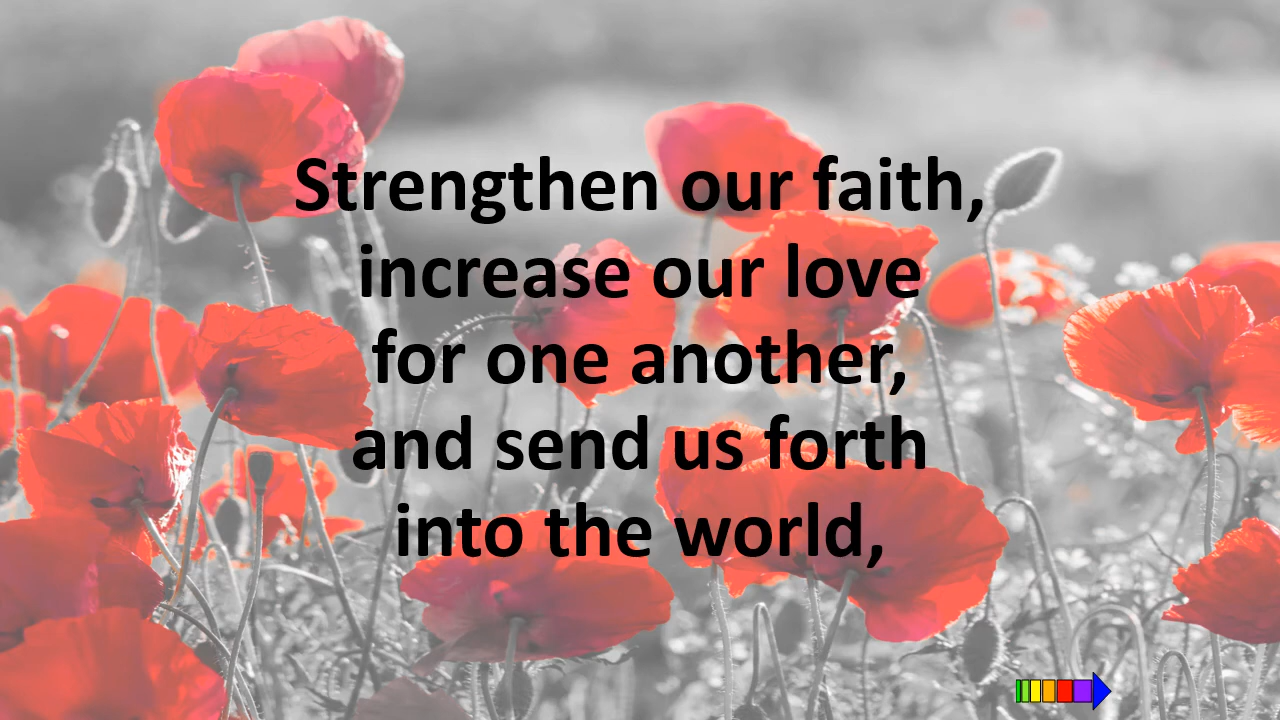 Strengthen our faith,
increase our love
for one another,
and send us forth
into the world,